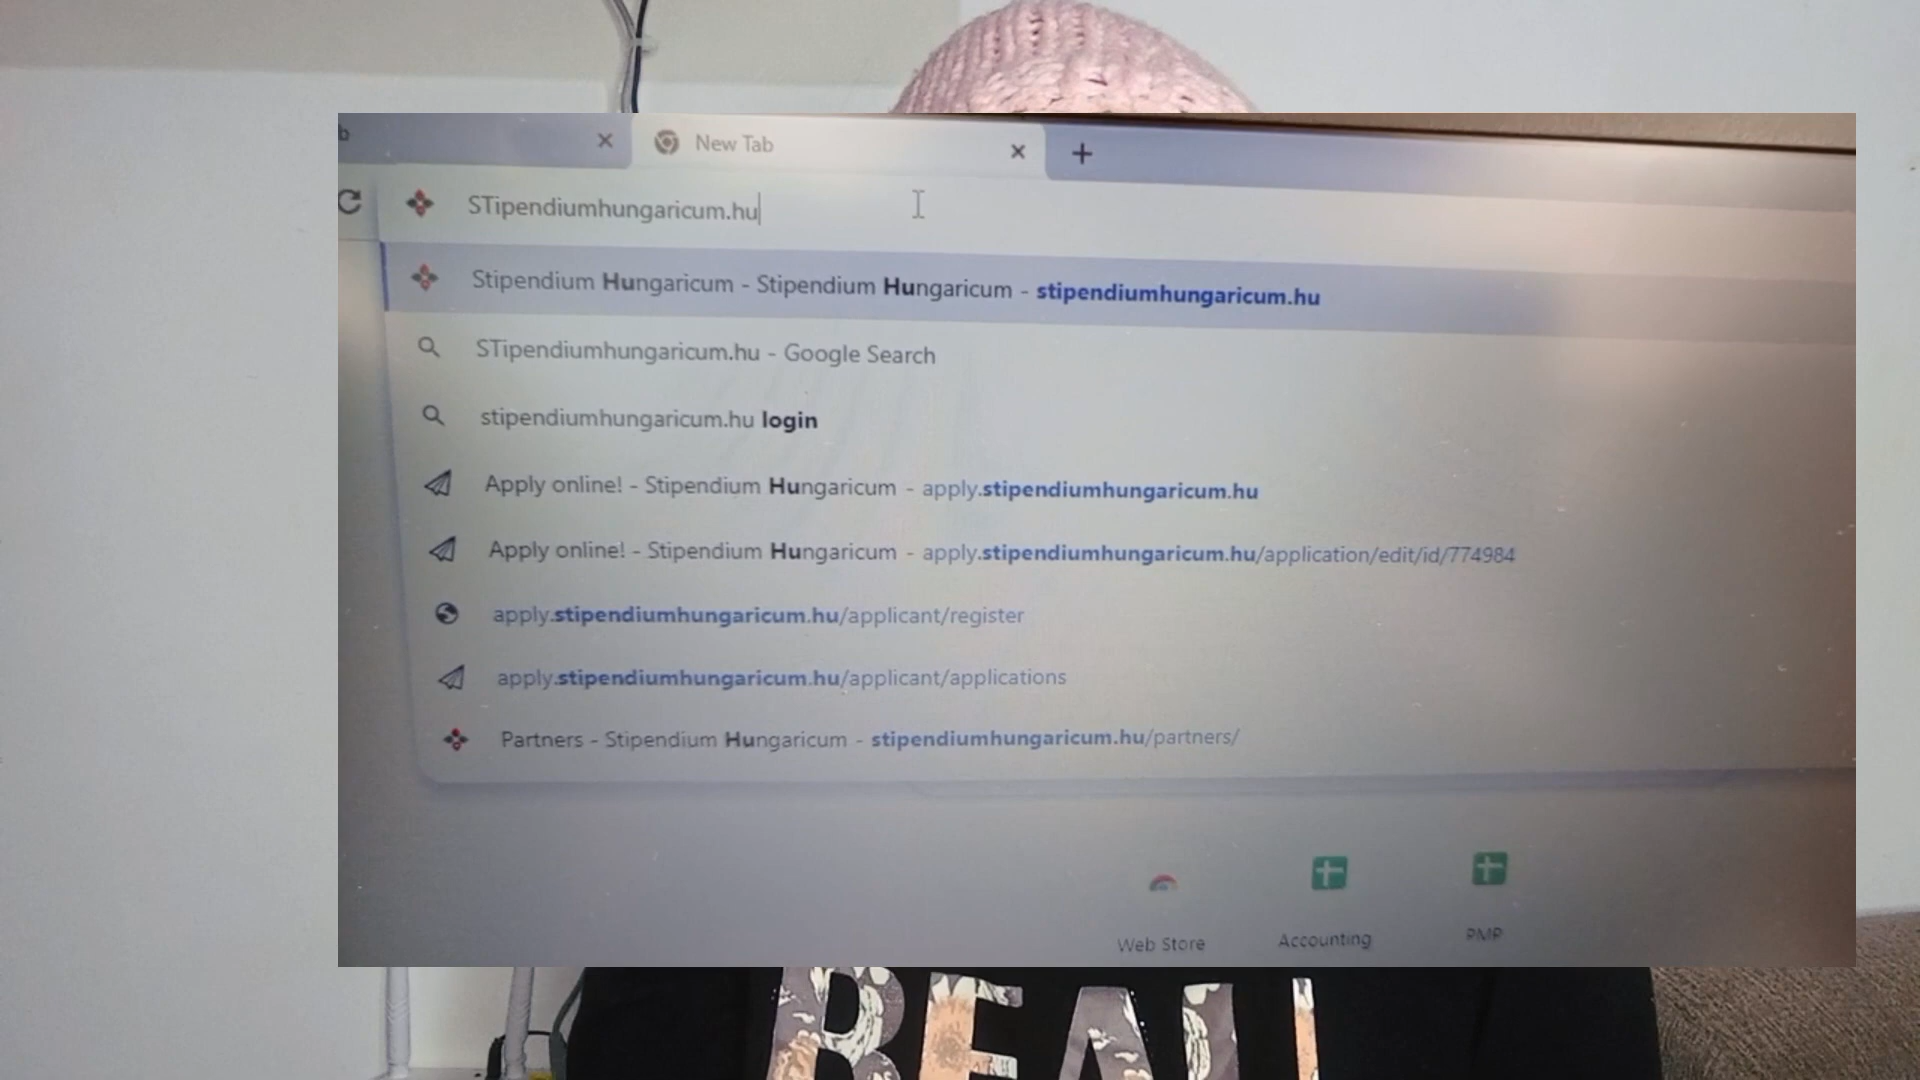 b
New Tab
STipendiumhungaricum.hu
Stipendium Hungaricum - Stipendium Hungaricum - stipendiumhungaricum.hu
STipendiumhungaricum.hu - Google Search
stipendiumhungaricum.hu login
Apply online! - Stipendium Hungaricum - apply.stipendiumhungaricum.hu
Apply online! - Stipendium Hungaricum - apply.stipendiumhungaricum.hu/application/edit/id/774984
apply.stipendiumhungaricum.hu/applicant/register
apply.stipendiumhungaricum.hu/applicant/applications
Partners - Stipendium Hungaricum - stipendiumhungaricum.hu/partners/
Web Store
Accounting
PMP